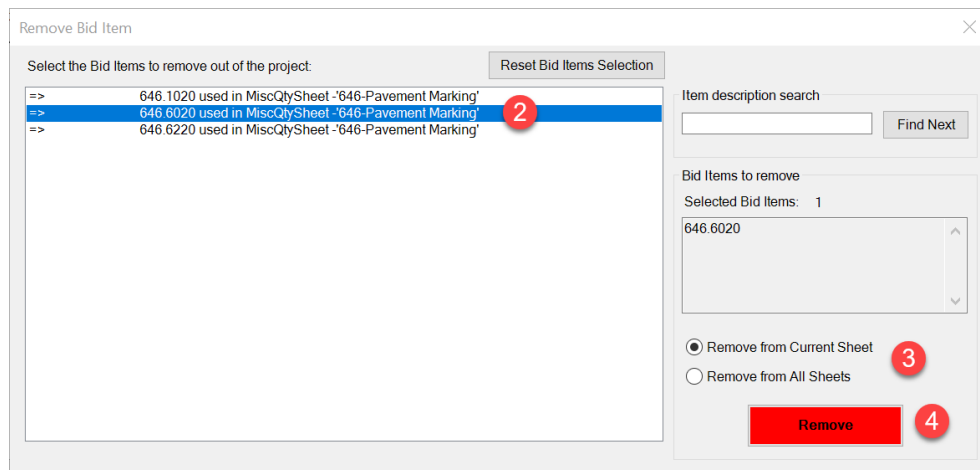 Remove Bid Item
Select the Bid Items to remove out of the project:
Reset Bid Items Selection
=> 646.1020 used in MiscQtySheet -'646-Pavement Marking'
=> 646.6020 used in MiscQtySheet -'646-Pavement Marking'
2
=> 646.6220 used in MiscQtySheet -'646-Pavement Marking'
Item description search
Find Next
Bid Items to remove
Selected Bid Items: 1
646.6020
Remove from Current Sheet
3
Remove from All Sheets
Remove
4